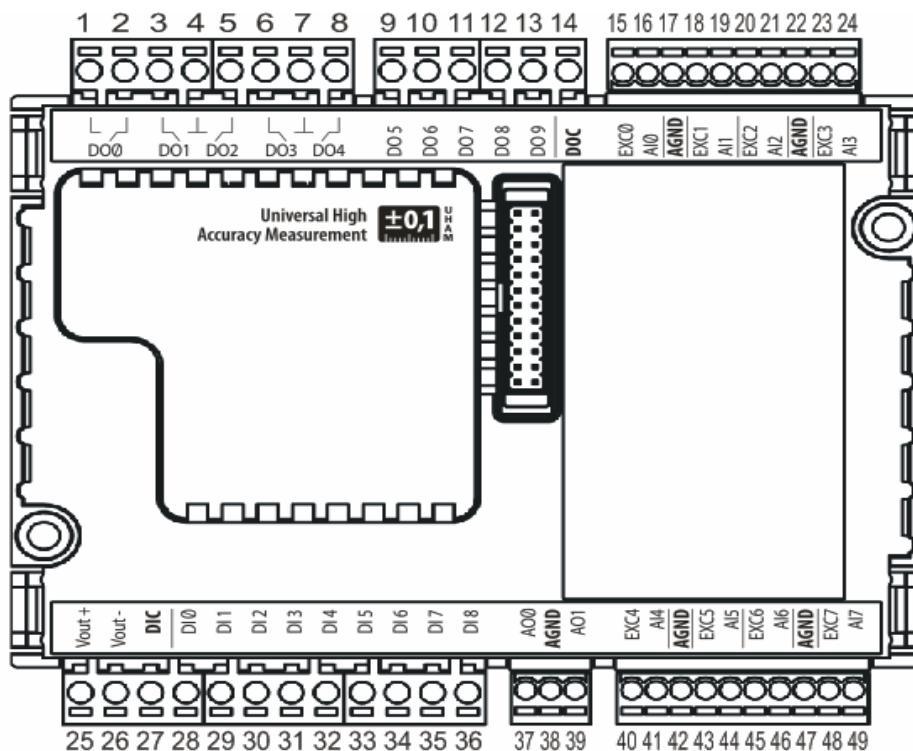 1 2 3 4 5 6 7 8 9 10 11 12 13 14 15 16 17 18 19 20 21 22 23 24
DOØ DO1 DO2 DO3 DO4 DO5 DO6 DO7 DO8 DO9 DOC EXC0 AI0 AGND EXC1 AI1 EXC2 AI2 AGND EXC3 AI3
Universal High
Accuracy Measurement
±0,1
UHAM
Vout+ Vout- DIC DI0 DI1 DI2 DI3 DI4 DI5 DI6 DI7 DI8 AO0 AGND AO1 EXC4 AI4 AGND EXC5 AI5 EXC6 AI6 AGND EXC7 AI7
25 26 27 28 29 30 31 32 33 34 35 36 37 38 39 40 41 42 43 44 45 46 47 48 49